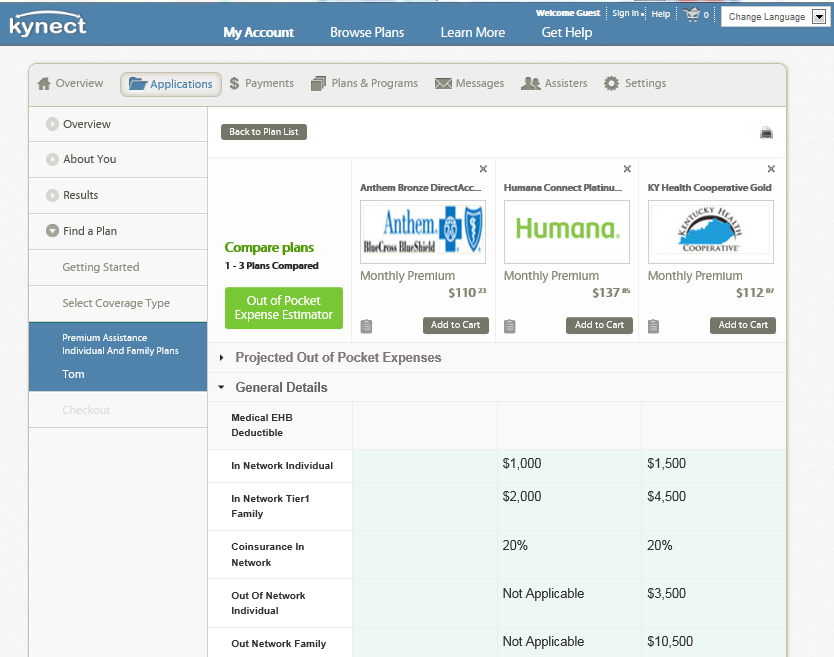 kynect
Welcome Guest Sign In Help 0 Change Language
My Account Browse Plans Learn More Get Help
Overview Applications $ Payments Plans & Programs Messages Assisters Settings
Overview
About You
Results
Find a Plan
Getting Started
Select Coverage Type
Premium Assistance
Individual And Family Plans
Tom
Checkout
Back to Plan List
Compare plans
1 - 3 Plans Compared
Out of Pocket
Expense Estimator
Anthem Bronze DirectAcc...
Anthem.
BlueCross BlueShield
Monthly Premium
$110 23
Add to Cart
Humana Connect Platinu...
Humana.
Monthly Premium
$137 85
Add to Cart
KY Health Cooperative Gold
KENTUCKY HEALTH
COOPERATIVE
Monthly Premium
$112 87
Add to Cart
Projected Out of Pocket Expenses
General Details
Medical EHB
Deductible
In Network Individual $1,000 $1,500
In Network Tier1
Family $2,000 $4,500
Coinsurance In
Network 20% 20%
Out Of Network
Individual Not Applicable $3,500
Out Network Family Not Applicable $10,500